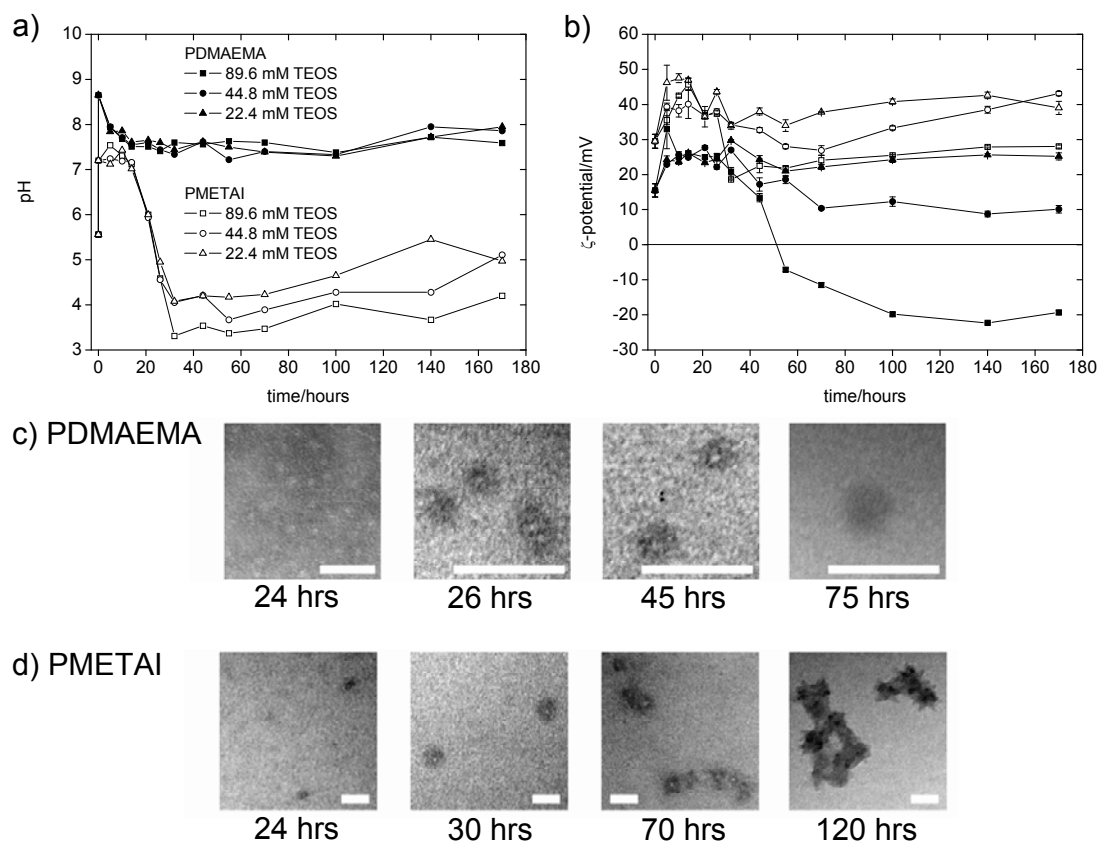 a)
10
9
8
7
6
5
4
3
0 20 40 60 80 100 120 140 160 180
pH
time/hours
PDMAEMA
89.6 mM TEOS
44.8 mM TEOS
22.4 mM TEOS
PMETAI
89.6 mM TEOS
44.8 mM TEOS
22.4 mM TEOS
b)
60
50
40
30
20
10
0
-10
-20
-30
0 20 40 60 80 100 120 140 160 180
ζ-potential/mV
time/hours
c) PDMAEMA
24 hrs 26 hrs 45 hrs 75 hrs
d) PMETAI
24 hrs 30 hrs 70 hrs 120 hrs